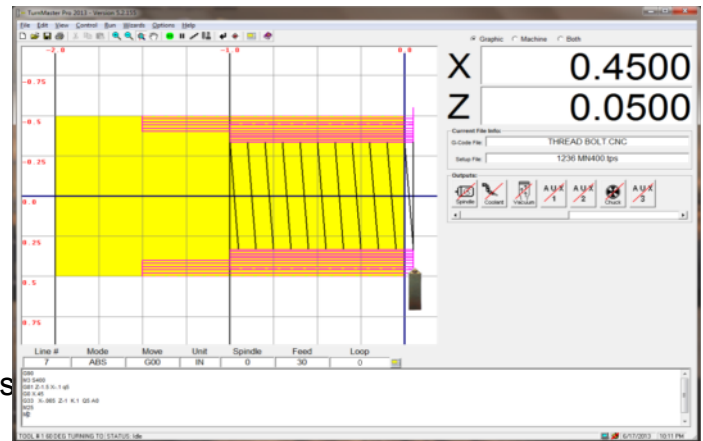 TurnMaster Pro 2013 - Version 5.2.151
File Edit View Control Run Wizards Options Help
Graphic Machine Both
-2.0 -1.0 0.0
-0.75
-0.5
-0.25
0.0
0.25
0.5
0.75
X 0.4500
Z 0.0500
Current File Info:
G-Code File: THREAD BOLT CNC
Setup File: 1236 MN400.tps
Outputs:
Spindle Coolant Vacuum AUX 1 AUX 2 Chuck AUX 3
Line # Mode Move Unit Spindle Feed Loop
7 ABS G00 IN 0 30 0
G90
M3 S400
G81 Z-1.5 X-.1 q5
G0 X.45
G33 X-.085 Z-1 K.1 Q5 A0
M25
S
TOOL # 1 60 DEG TURNING TO: STATUS: Idle
6/17/2013 10:11 PM